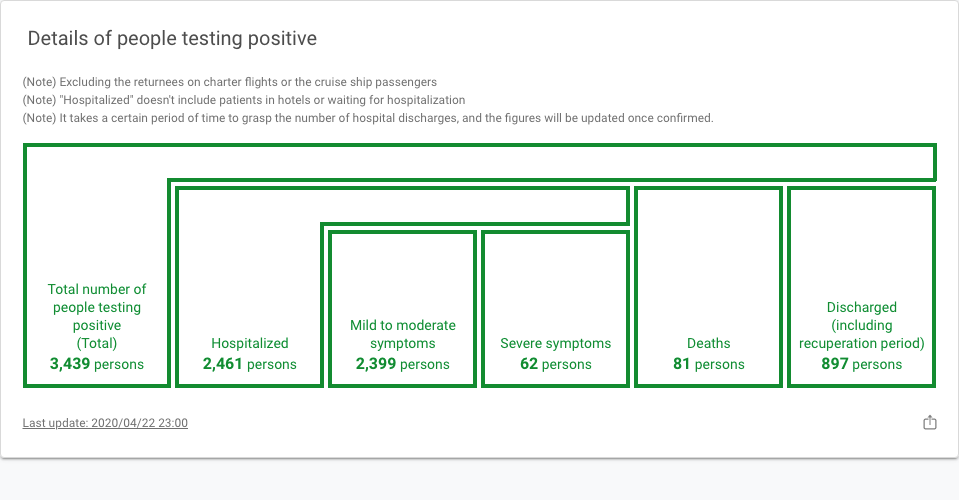 Details of people testing positive
(Note) Excluding the returnees on charter flights or the cruise ship passengers
(Note) "Hospitalized" doesn't include patients in hotels or waiting for hospitalization
(Note) It takes a certain period of time to grasp the number of hospital discharges, and the figures will be updated once confirmed.
Total number of
people testing
positive
(Total)
3,439 persons
Hospitalized
2,461 persons
Mild to moderate
symptoms
2,399 persons
Severe symptoms
62 persons
Deaths
81 persons
Discharged
(including
recuperation period)
897 persons
Last update: 2020/04/22 23:00